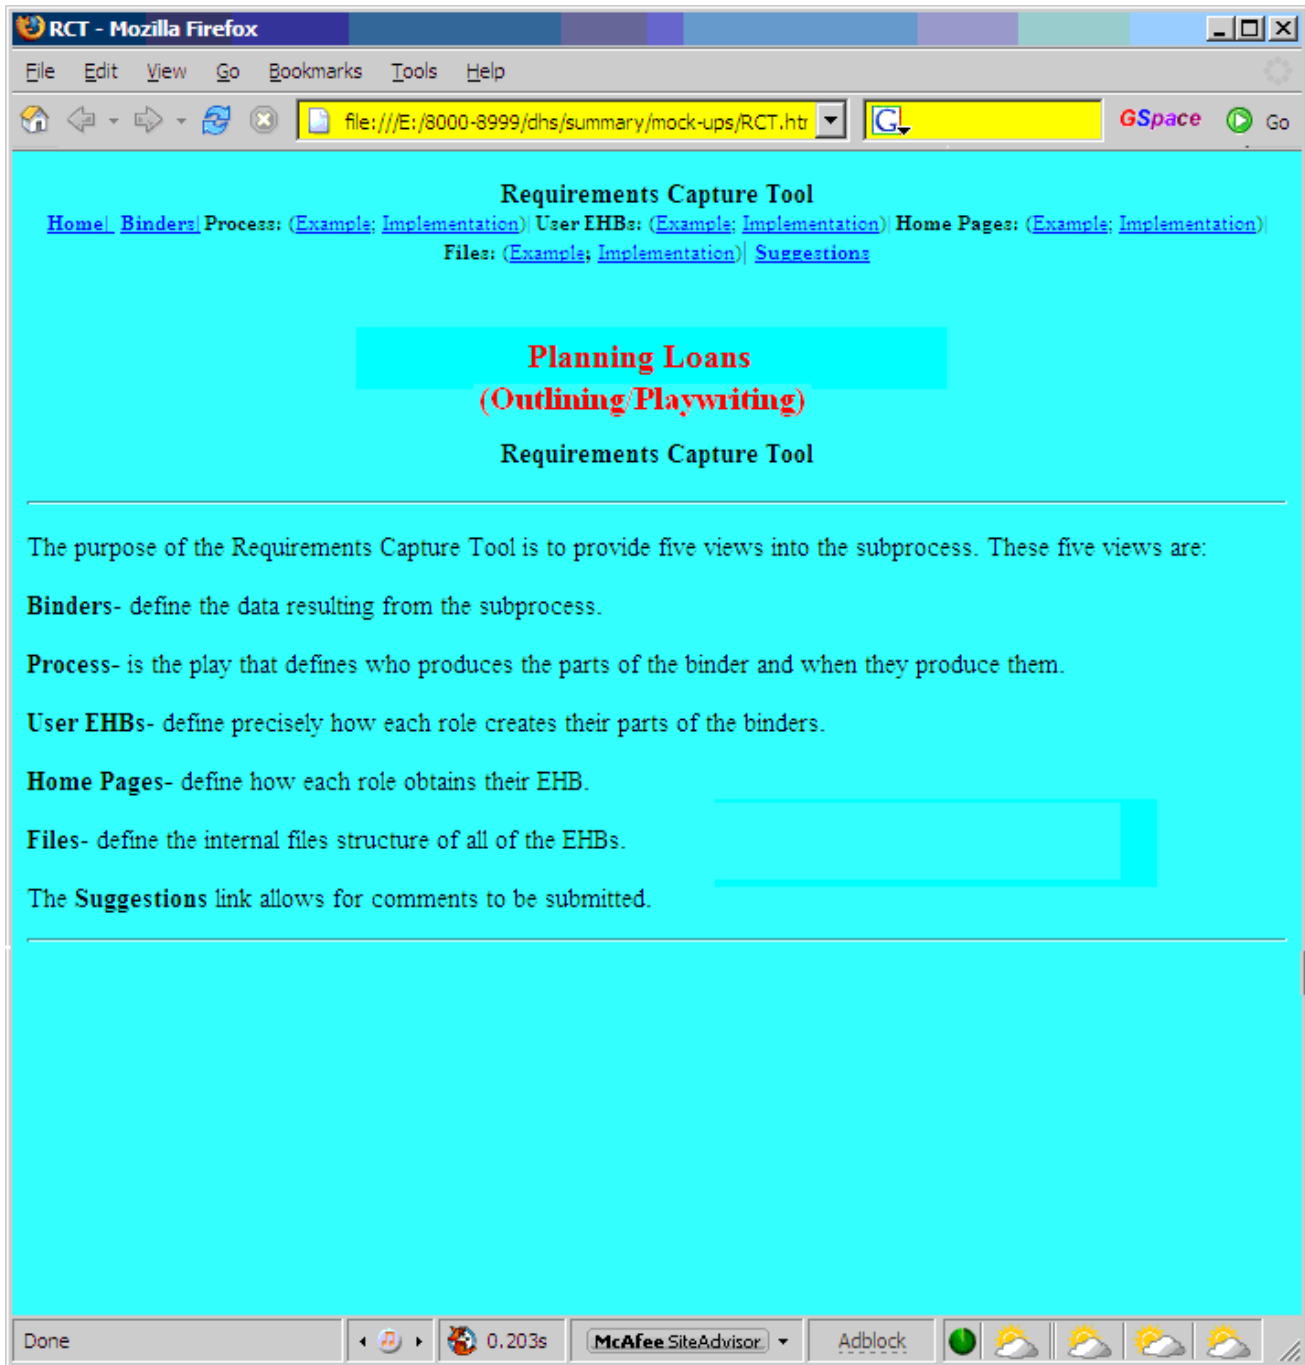 RCT - Mozilla Firefox
File Edit View Go Bookmarks Tools Help
file:///E:/8000-8999/dhs/summary/mock-ups/RCT.htr G GSpace Go
Requirements Capture Tool
Home| Binders| Process: (Example; Implementation)| User EHBs: (Example; Implementation)| Home Pages: (Example; Implementation)|
Files: (Example; Implementation)| Suggestions
Planning Loans
(Outlining/Playwriting)
Requirements Capture Tool
The purpose of the Requirements Capture Tool is to provide five views into the subprocess. These five views are:
Binders- define the data resulting from the subprocess.
Process- is the play that defines who produces the parts of the binder and when they produce them.
User EHBs- define precisely how each role creates their parts of the binders.
Home Pages- define how each role obtains their EHB.
Files- define the internal files structure of all of the EHBs.
The Suggestions link allows for comments to be submitted.
Done 0.203s McAfee SiteAdvisor Adblock